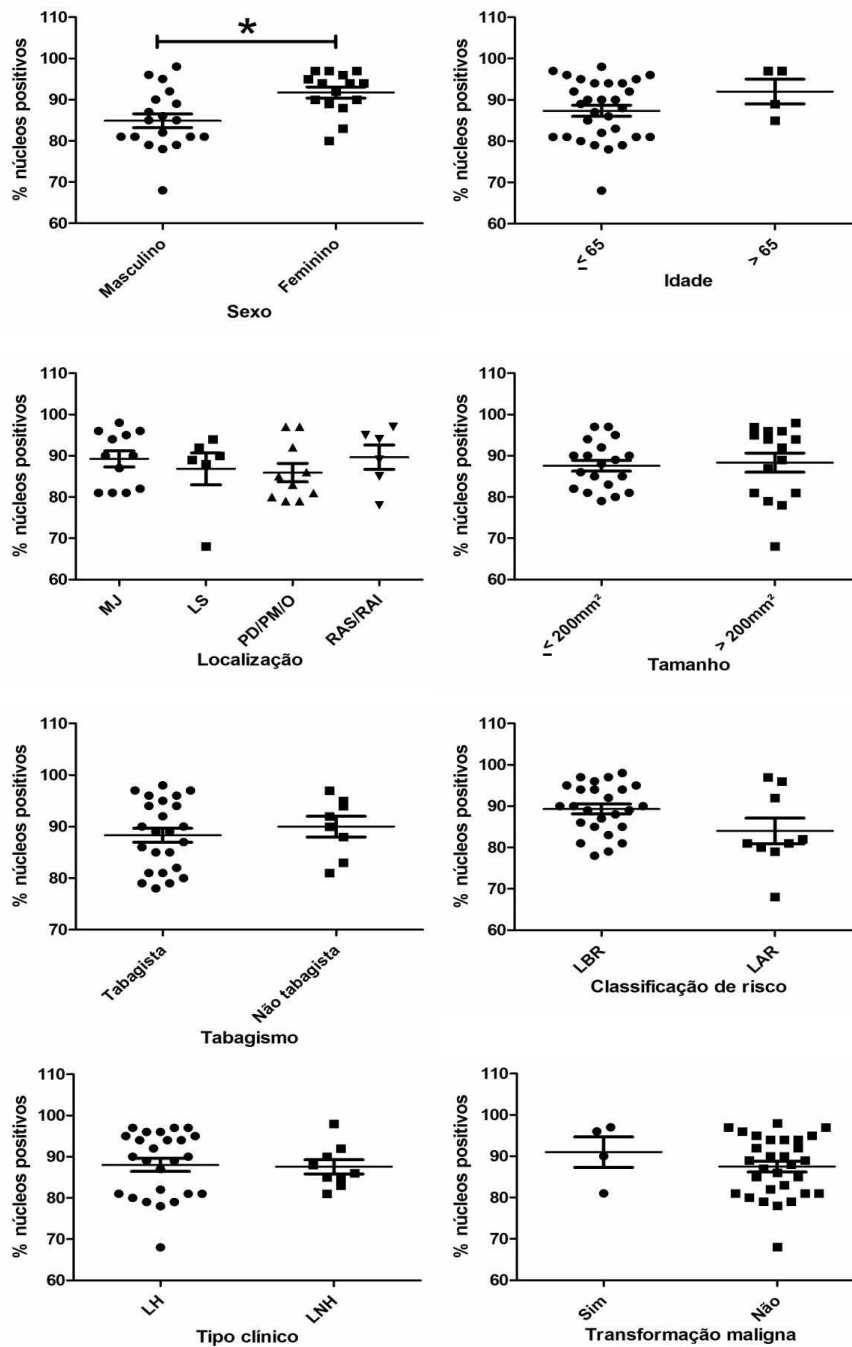 *
110
100
90
80
70
60
% núcleos positivos
Masculino
Feminino
Sexo
110
100
90
80
70
60
% núcleos positivos
≤ 65
> 65
Idade
110
100
90
80
70
60
% núcleos positivos
MJ
LS
PD/PM/O
RAS/RAI
Localização
110
100
90
80
70
60
% núcleos positivos
≤ 200mm²
> 200mm²
Tamanho
110
100
90
80
70
% núcleos positivos
Tabagista
Não tabagista
Tabagismo
110
100
90
80
70
60
% núcleos positivos
LBR
LAR
Classificação de risco
110
100
90
80
70
60
% núcleos positivos
LH
LNH
Tipo clínico
110
100
90
80
70
60
% núcleos positivos
Sim
Não
Transformação maligna